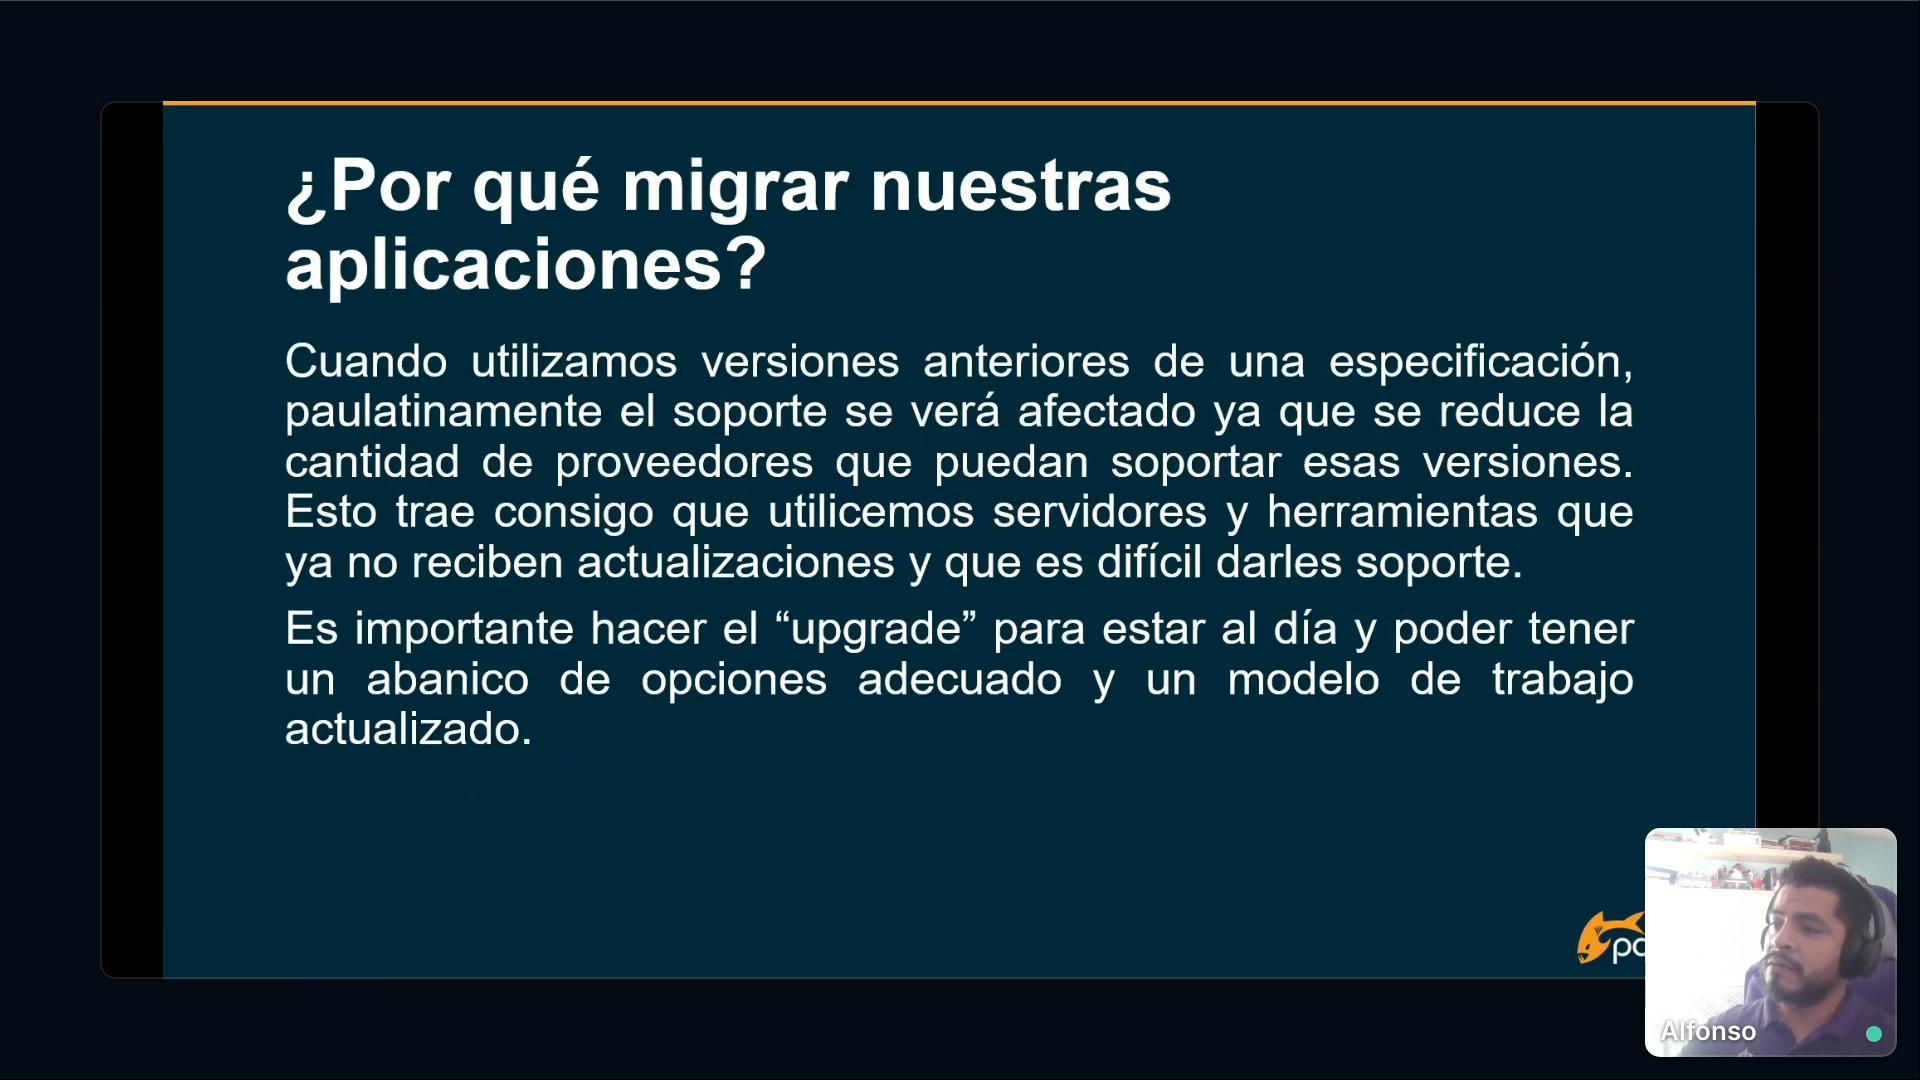 ¿Por qué migrar nuestras
aplicaciones?
Cuando utilizamos versiones anteriores de una especificación,
paulatinamente el soporte se verá afectado ya que se reduce la
cantidad de proveedores que puedan soportar esas versiones.
Esto trae consigo que utilicemos servidores y herramientas que
ya no reciben actualizaciones y que es difícil darles soporte.
Es importante hacer el “upgrade” para estar al día y poder tener
un abanico de opciones adecuado y un modelo de trabajo
actualizado.
Alfonso